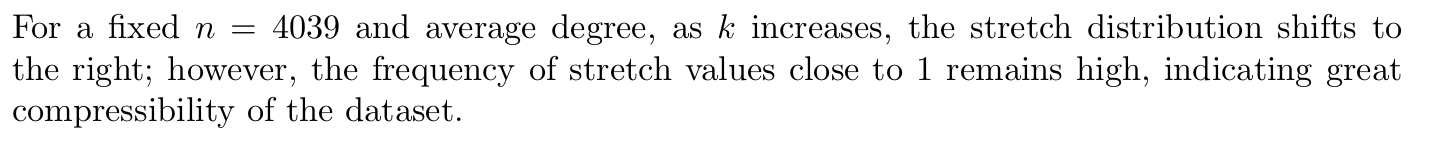 For a fixed n = 4039 and average degree, as k increases, the stretch distribution shifts to
the right; however, the frequency of stretch values close to 1 remains high, indicating great
compressibility of the dataset.